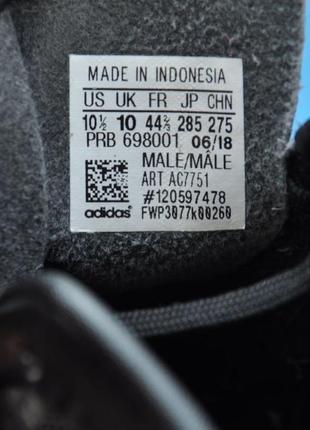 MADE IN INDONESIA
US UK FR JP CHN
10½ 10 44⅔ 285 275
PRB 698001 06/18
MALE/MÂLE
ART AC7751
#120597478
adidas FWP3077k00260